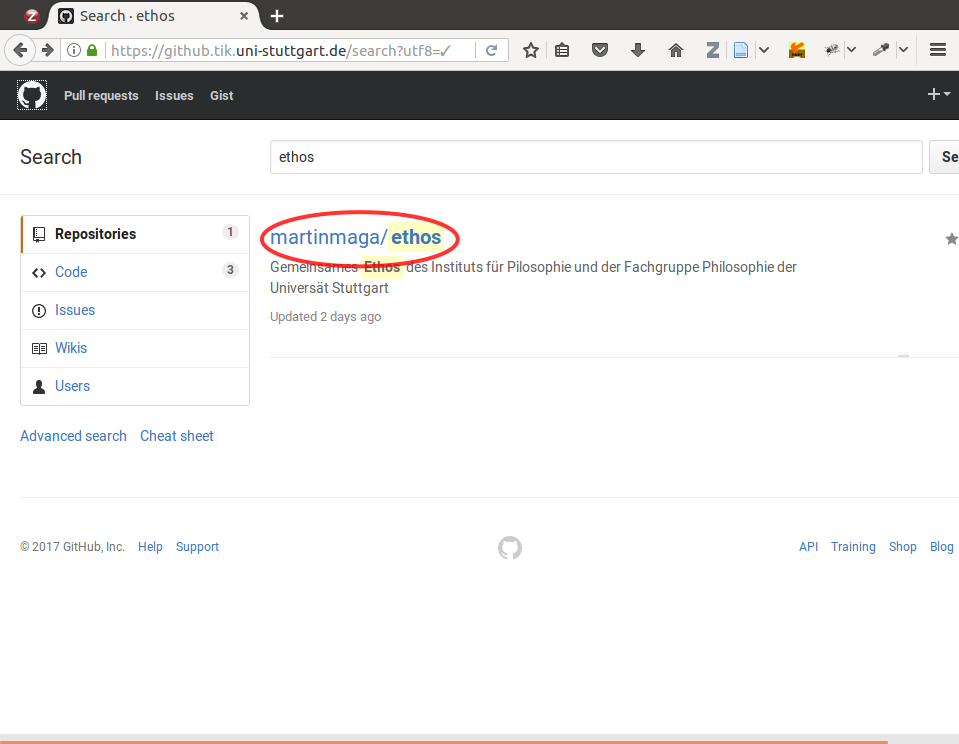 Search · ethos
https://github.tik.uni-stuttgart.de/search?utf8=✓
Pull requests Issues Gist
Search
ethos
Se
Repositories 1
Code 3
Issues
Wikis
Users
Advanced search Cheat sheet
martinmaga/ethos
Gemeinsames Ethos des Instituts für Pilosophie und der Fachgruppe Philosophie der
Universät Stuttgart
Updated 2 days ago
© 2017 GitHub, Inc. Help Support
API Training Shop Blog